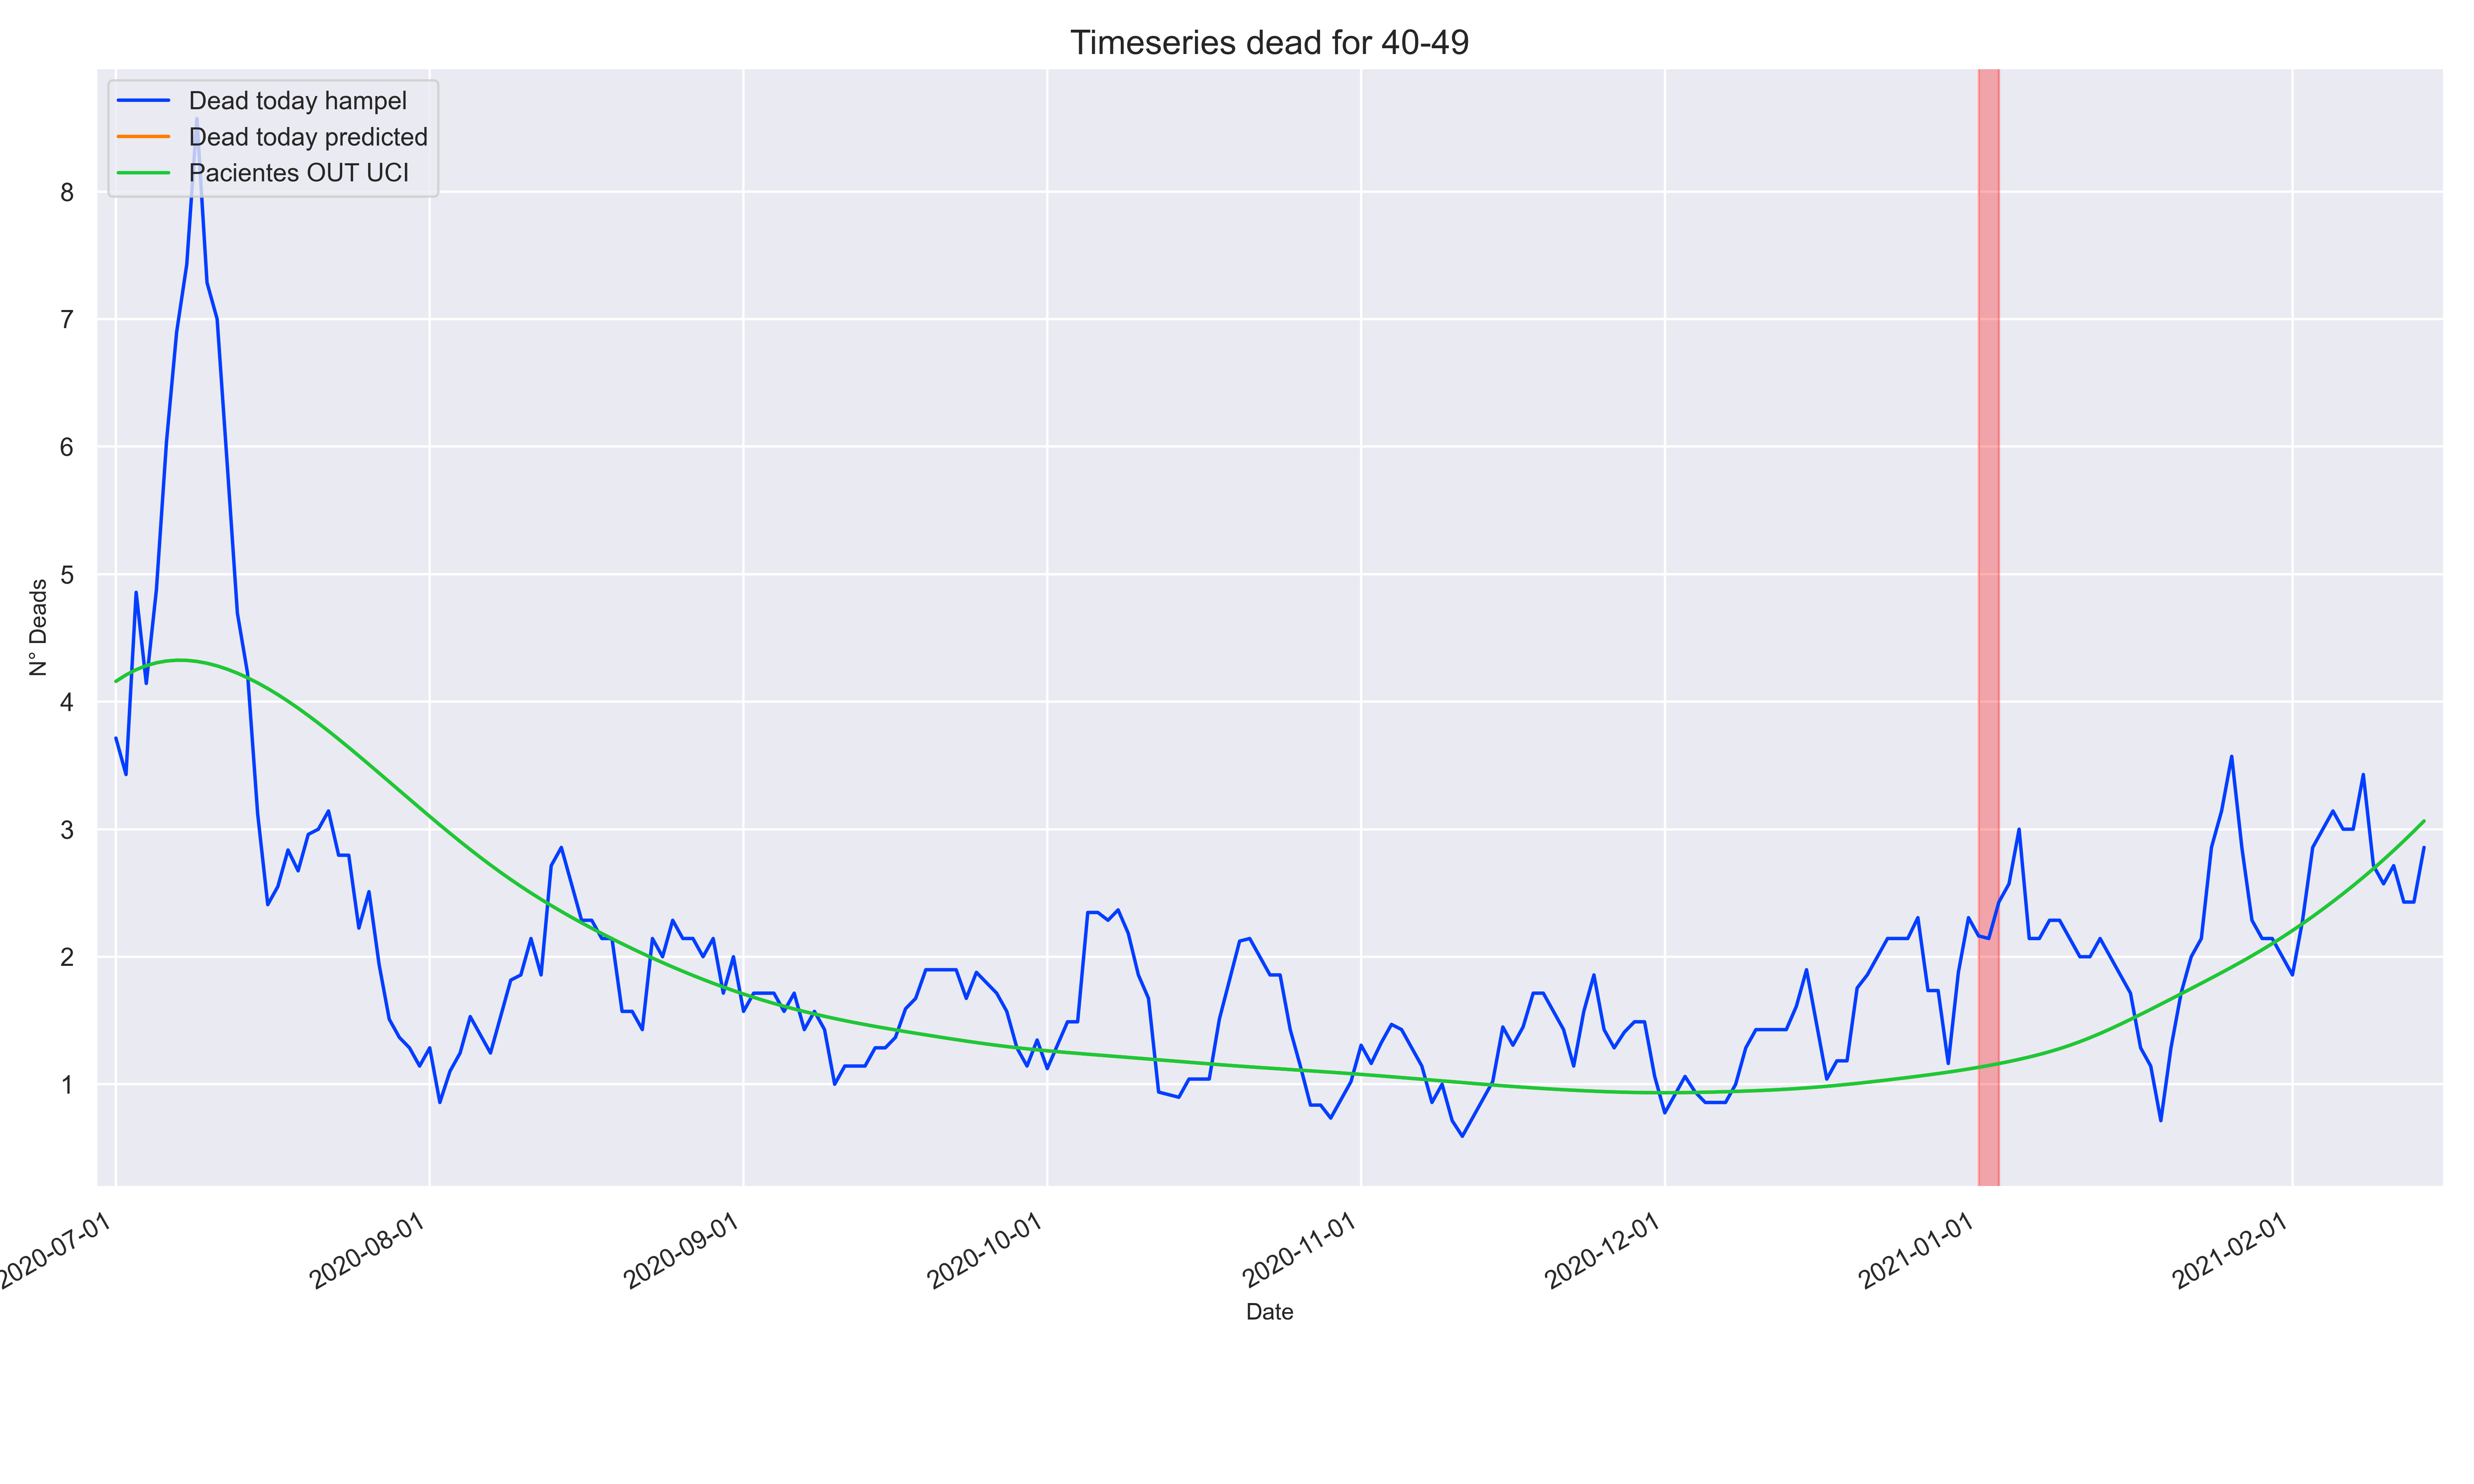 Timeseries dead for 40-49
Dead today hampel
Dead today predicted
Pacientes OUT UCI
8
7
6
5
4
3
2
1
N° Deads
2020-07-01
2020-08-01
2020-09-01
2020-10-01
2020-11-01
2020-12-01
2021-01-01
2021-02-01
Date